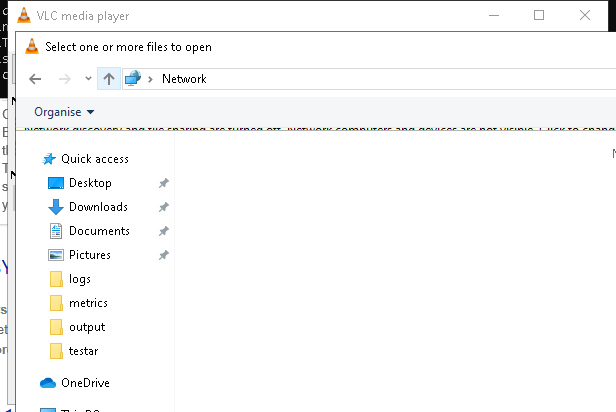 VLC media player
Select one or more files to open
Network
Organise
Network discovery and file sharing are turned off. Network computers and devices are not visible. Click to chang
Quick access
Desktop
Downloads
Documents
Pictures
logs
metrics
output
testar
OneDrive
This PC